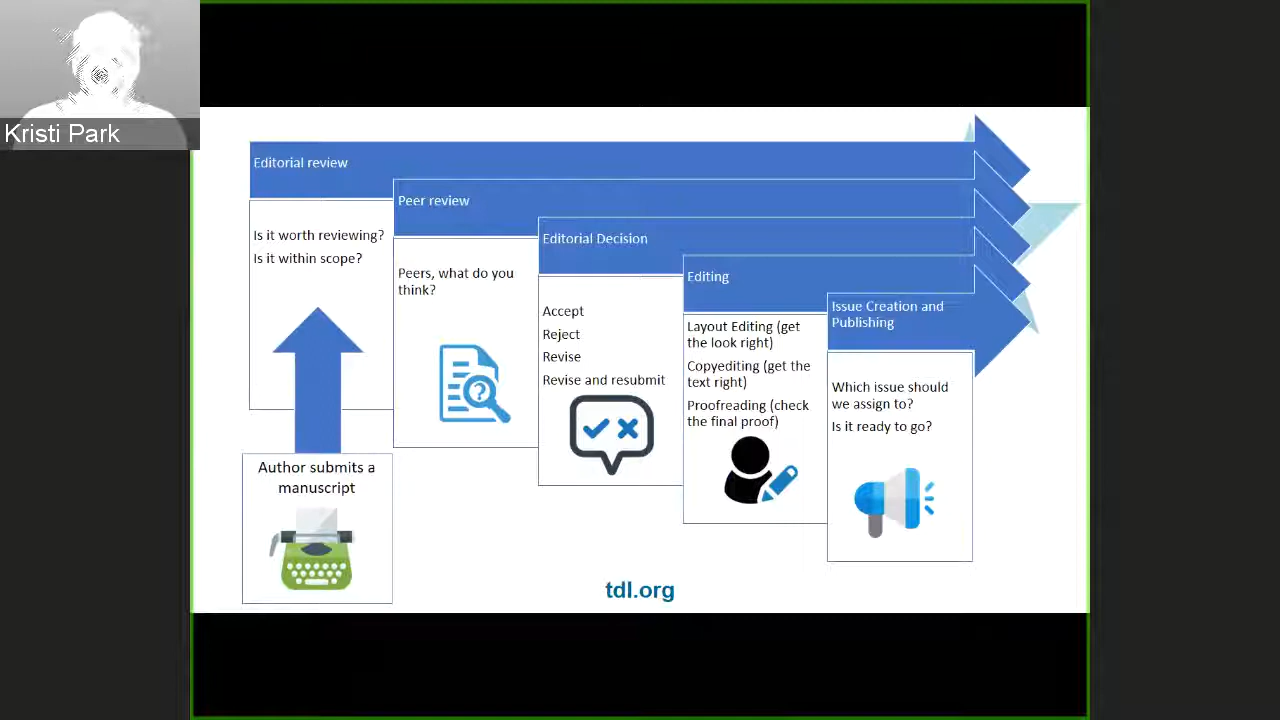 Kristi Park
Editorial review
Is it worth reviewing?
Is it within scope?
Author submits a
manuscript
Peer review
Peers, what do you
think?
Editorial Decision
Accept
Reject
Revise
Revise and resubmit
Editing
Layout Editing (get
the look right)
Copyediting (get the
text right)
Proofreading (check
the final proof)
Issue Creation and
Publishing
Which issue should
we assign to?
Is it ready to go?
tdl.org